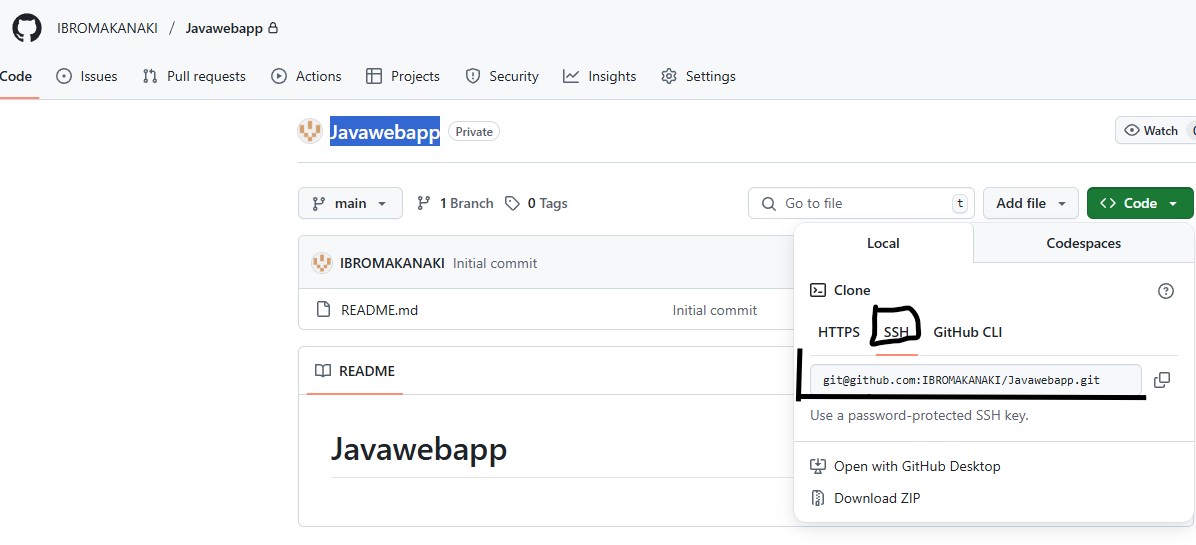 IBROMAKANAKI / Javawebapp
Code Issues Pull requests Actions Projects Security Insights Settings
Javawebapp Private Watch
main 1 Branch 0 Tags Go to file t Add file <> Code
Local Codespaces
IBROMAKANAKI Initial commit
Clone
README.md Initial commit
HTTPS SSH GitHub CLI
README
git@github.com:IBROMAKANAKI/Javawebapp.git
Use a password-protected SSH key.
Javawebapp
Open with GitHub Desktop
Download ZIP